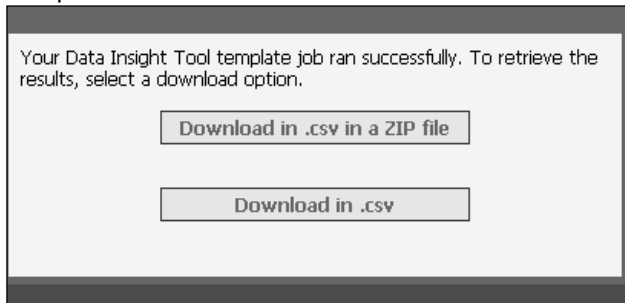 Your Data Insight Tool template job ran successfully. To retrieve the
results, select a download option.
Download in .csv in a ZIP file
Download in .csv